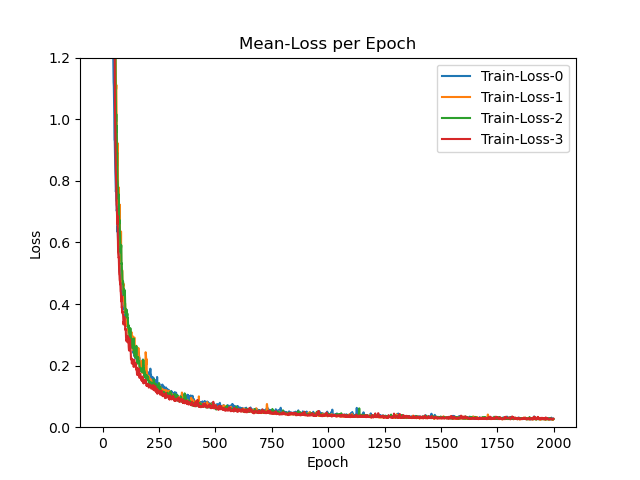 Mean-Loss per Epoch
1.2
1.0
0.8
0.6
0.4
0.2
0.0
Loss
Train-Loss-0
Train-Loss-1
Train-Loss-2
Train-Loss-3
0 250 500 750 1000 1250 1500 1750 2000
Epoch